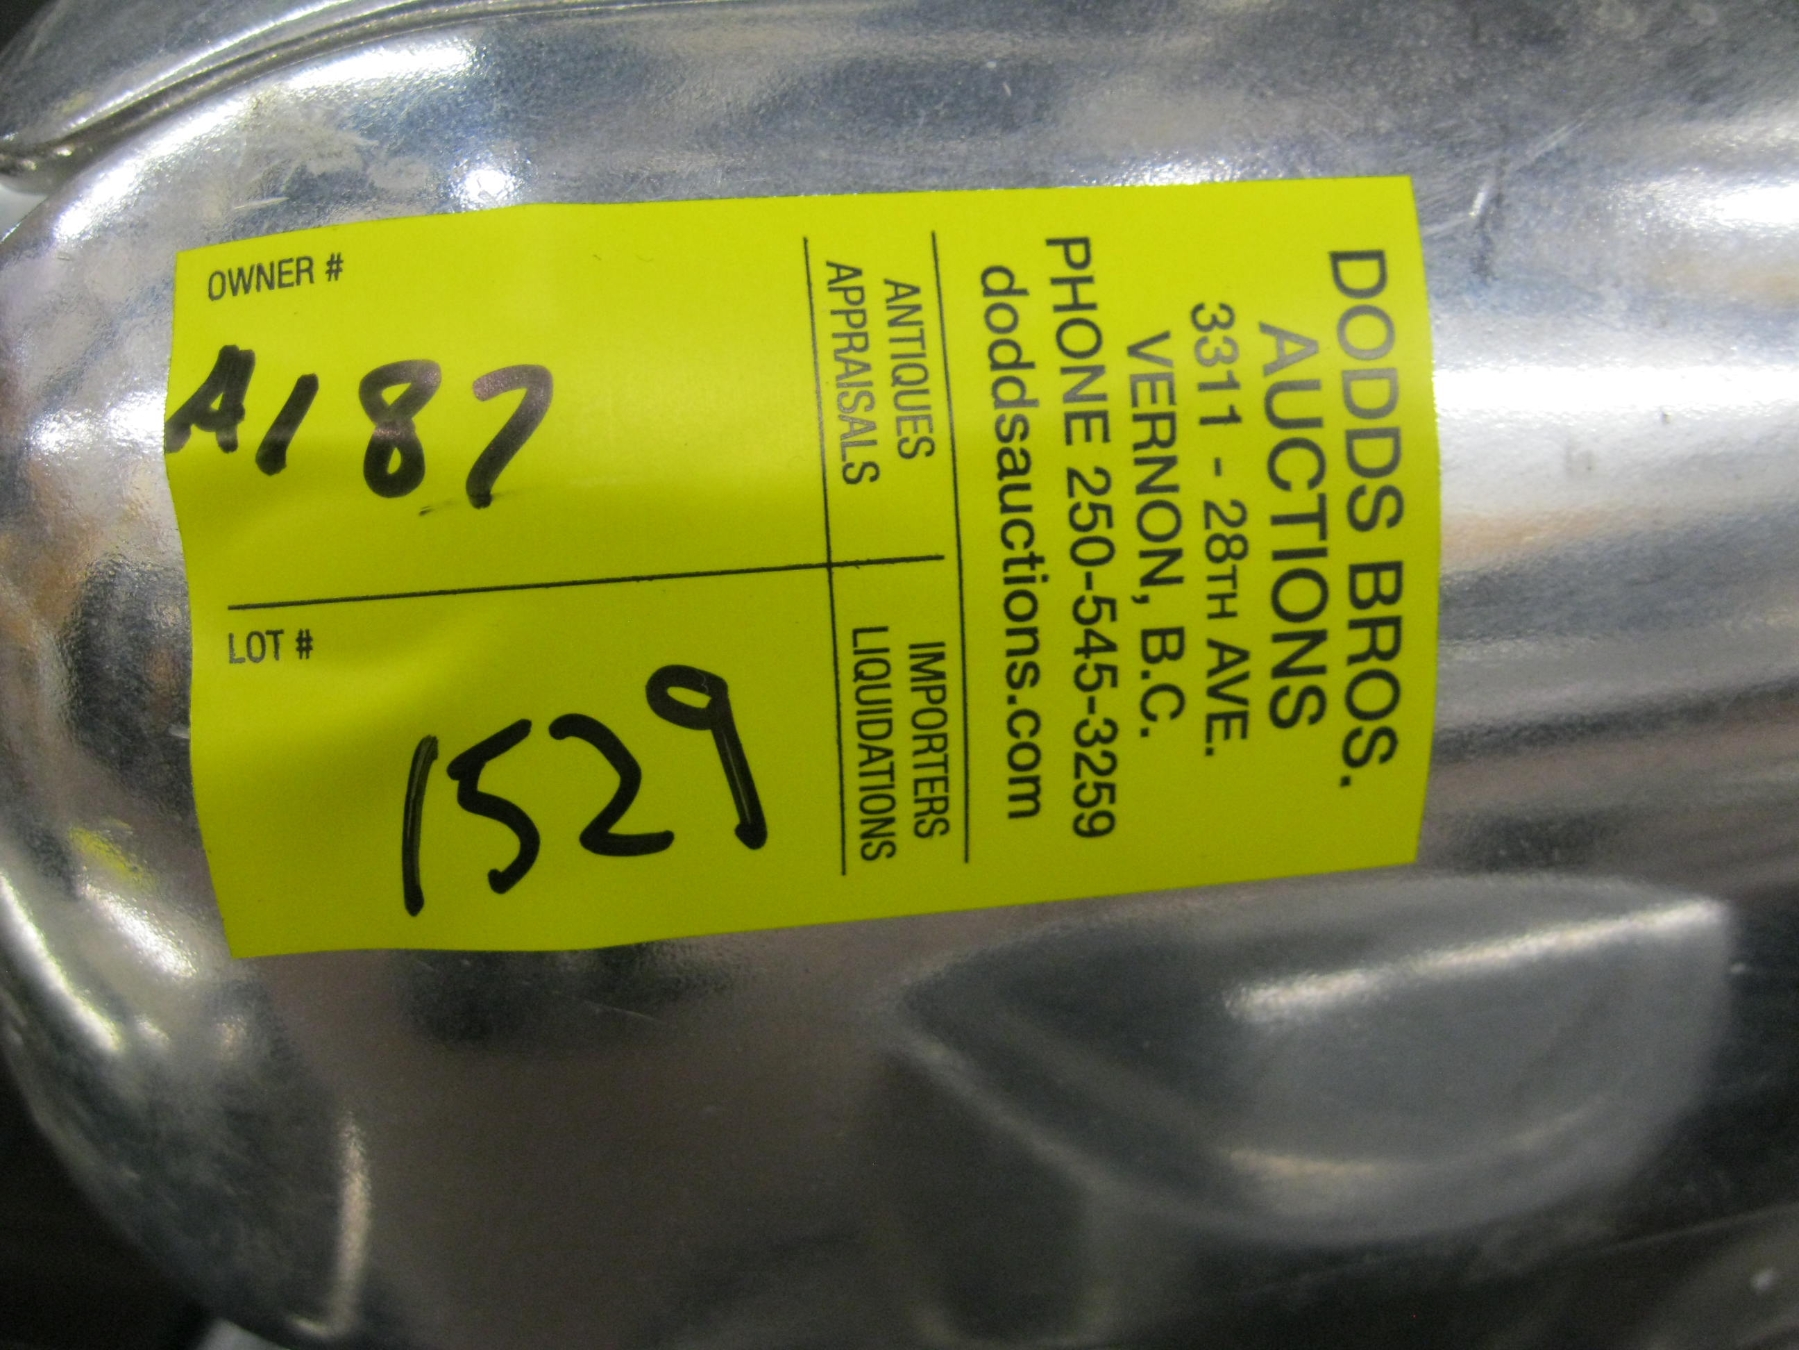 DODDS BROS.
AUCTIONS
3311 - 28TH AVE.
VERNON, B.C.
PHONE 250-545-3259
doddsauctions.com
ANTIQUES
APPRAISALS
IMPORTERS
LIQUIDATIONS
OWNER #
A187
LOT #
1529